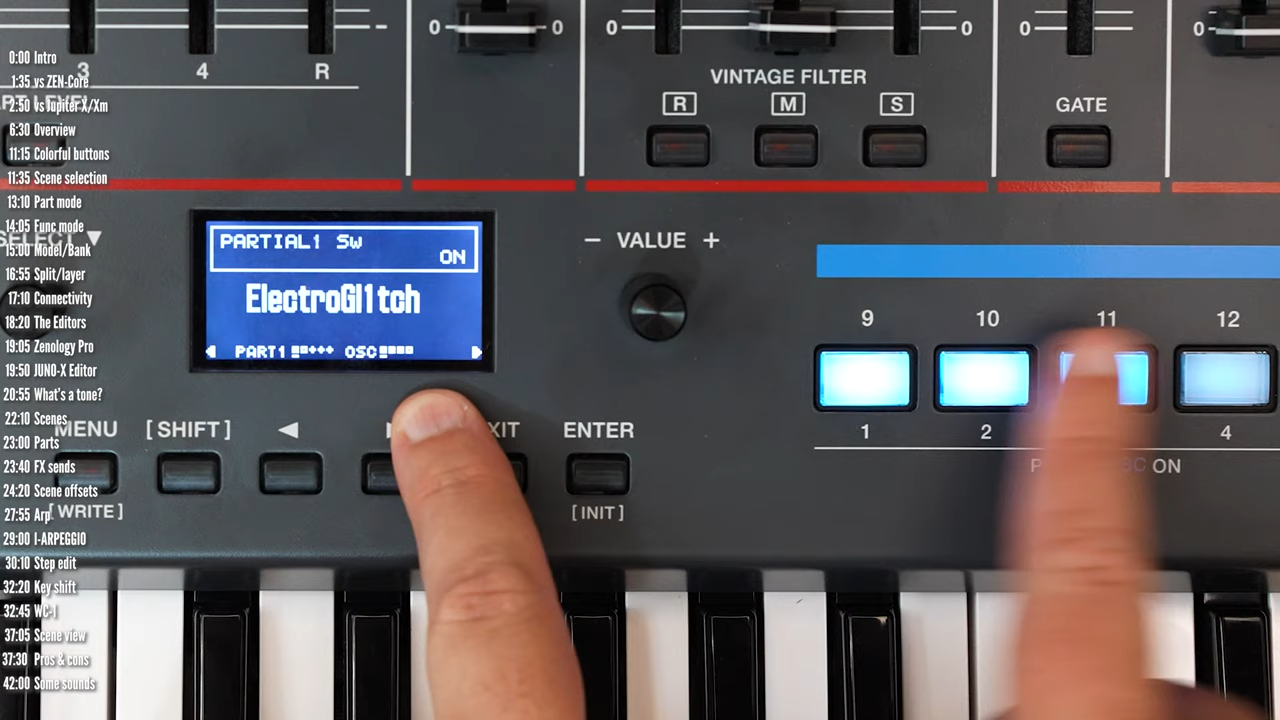 0:00 Intro
1:35 vs ZEN-Core
2:50 vs Jupiter X/Xm
6:30 Overview
11:15 Colorful buttons
11:35 Scene selection
13:10 Part mode
14:05 Func mode
15:00 Model/Bank
16:55 Split/layer
17:10 Connectivity
18:20 The Editors
19:05 Zenology Pro
19:50 JUNO-X Editor
20:55 What's a tone?
22:10 Scenes
23:00 Parts
23:40 FX sends
24:20 Scene offsets
27:55 Arp
29:00 I-ARPEGGIO
30:10 Step edit
32:20 Key shift
32:45 WC-1
37:05 Scene view
37:30 Pros & cons
42:00 Some sounds
0 0 0 0 0 0
3 4 R
VINTAGE FILTER
R M S
GATE
SELECT ▼
PARTIAL1 Sw
ON
ElectroGl1tch
◀ PART1 OSC ▶
− VALUE +
9 10 11 12
MENU [SHIFT] ◀ EXIT ENTER
[WRITE] [INIT]
1 2 4
ON